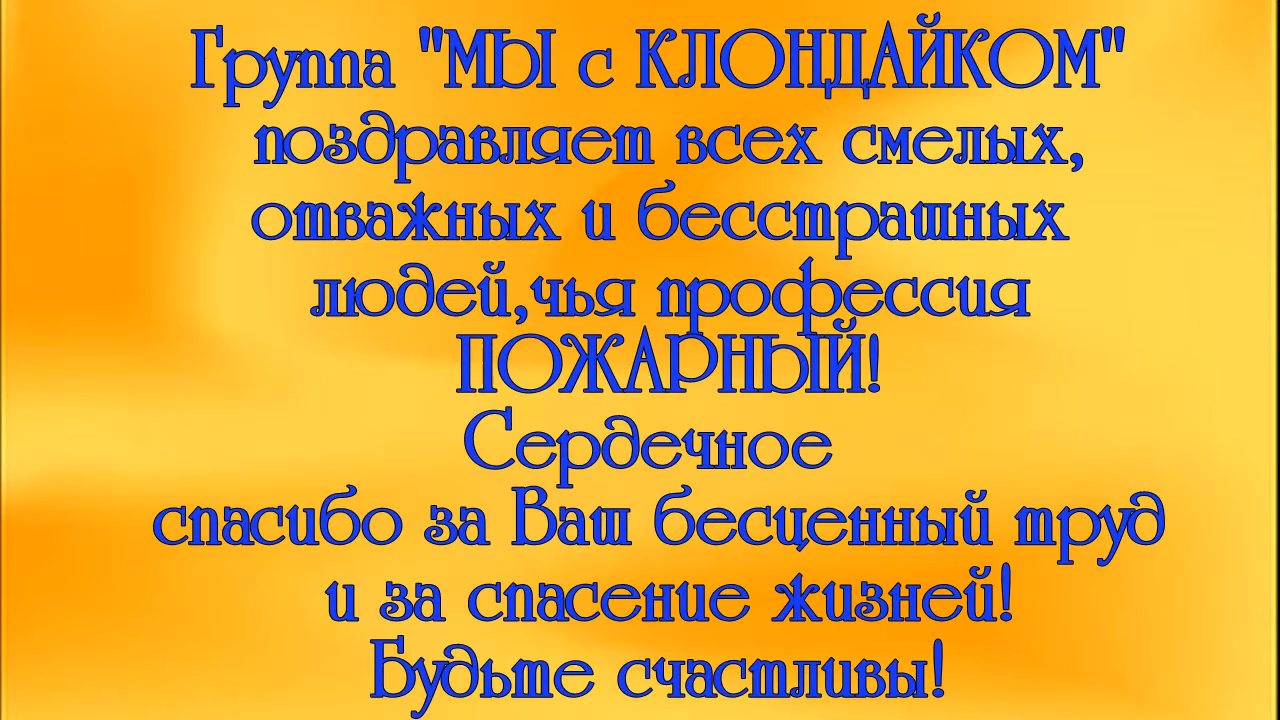 Группа "МЫ с КЛОНДАЙКОМ"
поздравляет всех смелых,
отважных и бесстрашных
людей,чья профессия
ПОЖАРНЫЙ!
Сердечное
спасибо за Ваш бесценный труд
и за спасение жизней!
Будьте счастливы!